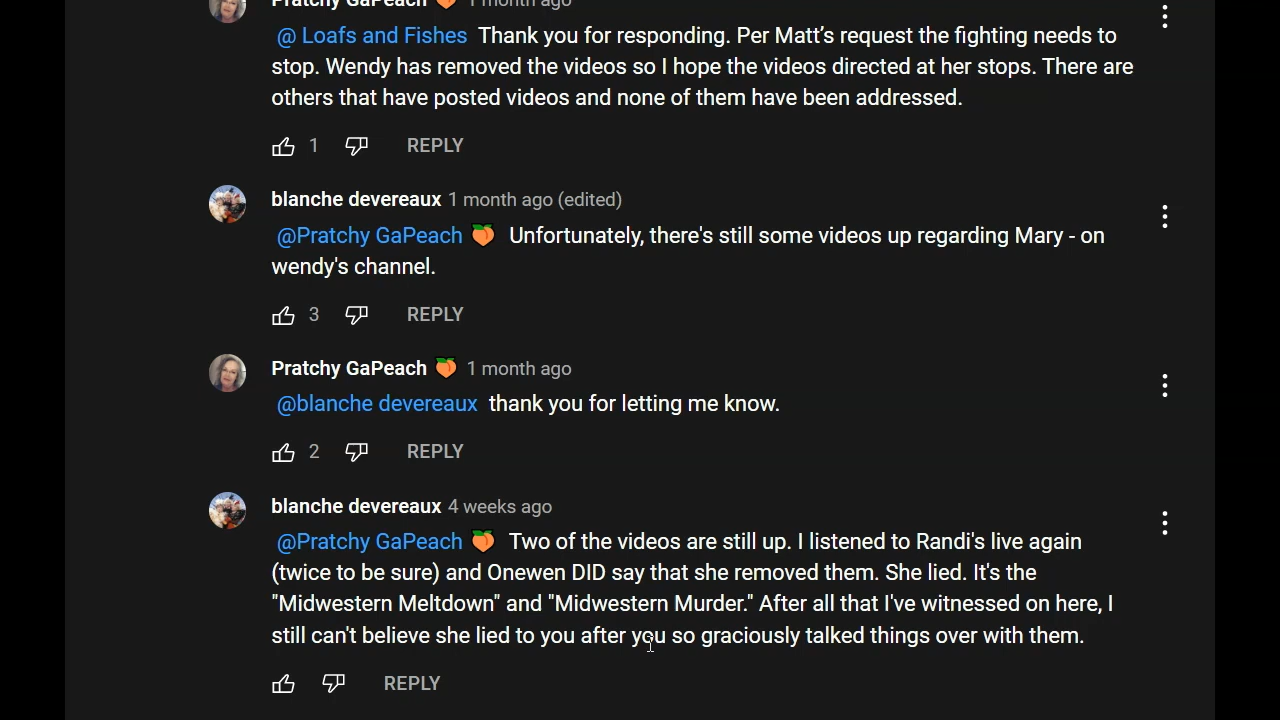 Pratchy GaPeach 🍑 1 month ago
@ Loafs and Fishes Thank you for responding. Per Matt's request the fighting needs to
stop. Wendy has removed the videos so I hope the videos directed at her stops. There are
others that have posted videos and none of them have been addressed.
1 REPLY
blanche devereaux 1 month ago (edited)
@Pratchy GaPeach 🍑 Unfortunately, there's still some videos up regarding Mary - on
wendy's channel.
3 REPLY
Pratchy GaPeach 🍑 1 month ago
@blanche devereaux thank you for letting me know.
2 REPLY
blanche devereaux 4 weeks ago
@Pratchy GaPeach 🍑 Two of the videos are still up. I listened to Randi's live again
(twice to be sure) and Onewen DID say that she removed them. She lied. It's the
"Midwestern Meltdown" and "Midwestern Murder." After all that I've witnessed on here, I
still can't believe she lied to you after you so graciously talked things over with them.
REPLY